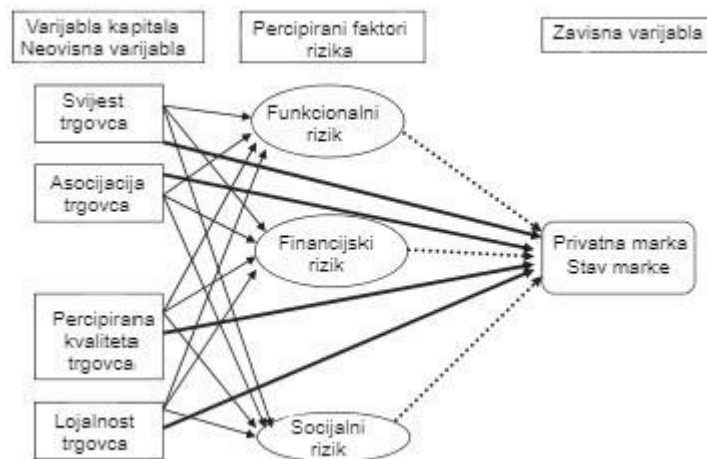 Varijabla kapitala
Neovisna varijabla
Percipirani faktori
rizika
Zavisna varijabla
Svijest
trgovca
Funkcionalni
rizik
Asocijacija
trgovca
Financijski
rizik
Privatna marka
Stav marke
Percipirana
kvaliteta
trgovca
Lojalnost
trgovca
Socijalni
rizik